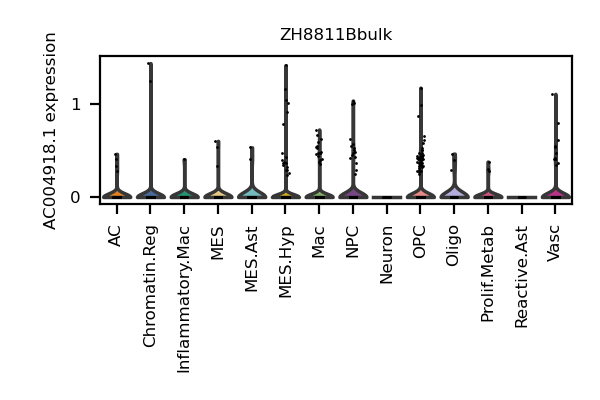 ZH8811Bbulk
AC004918.1 expression
1
0
AC
Chromatin.Reg
Inflammatory.Mac
MES
MES.Ast
MES.Hyp
Mac
NPC
Neuron
OPC
Oligo
Prolif.Metab
Reactive.Ast
Vasc